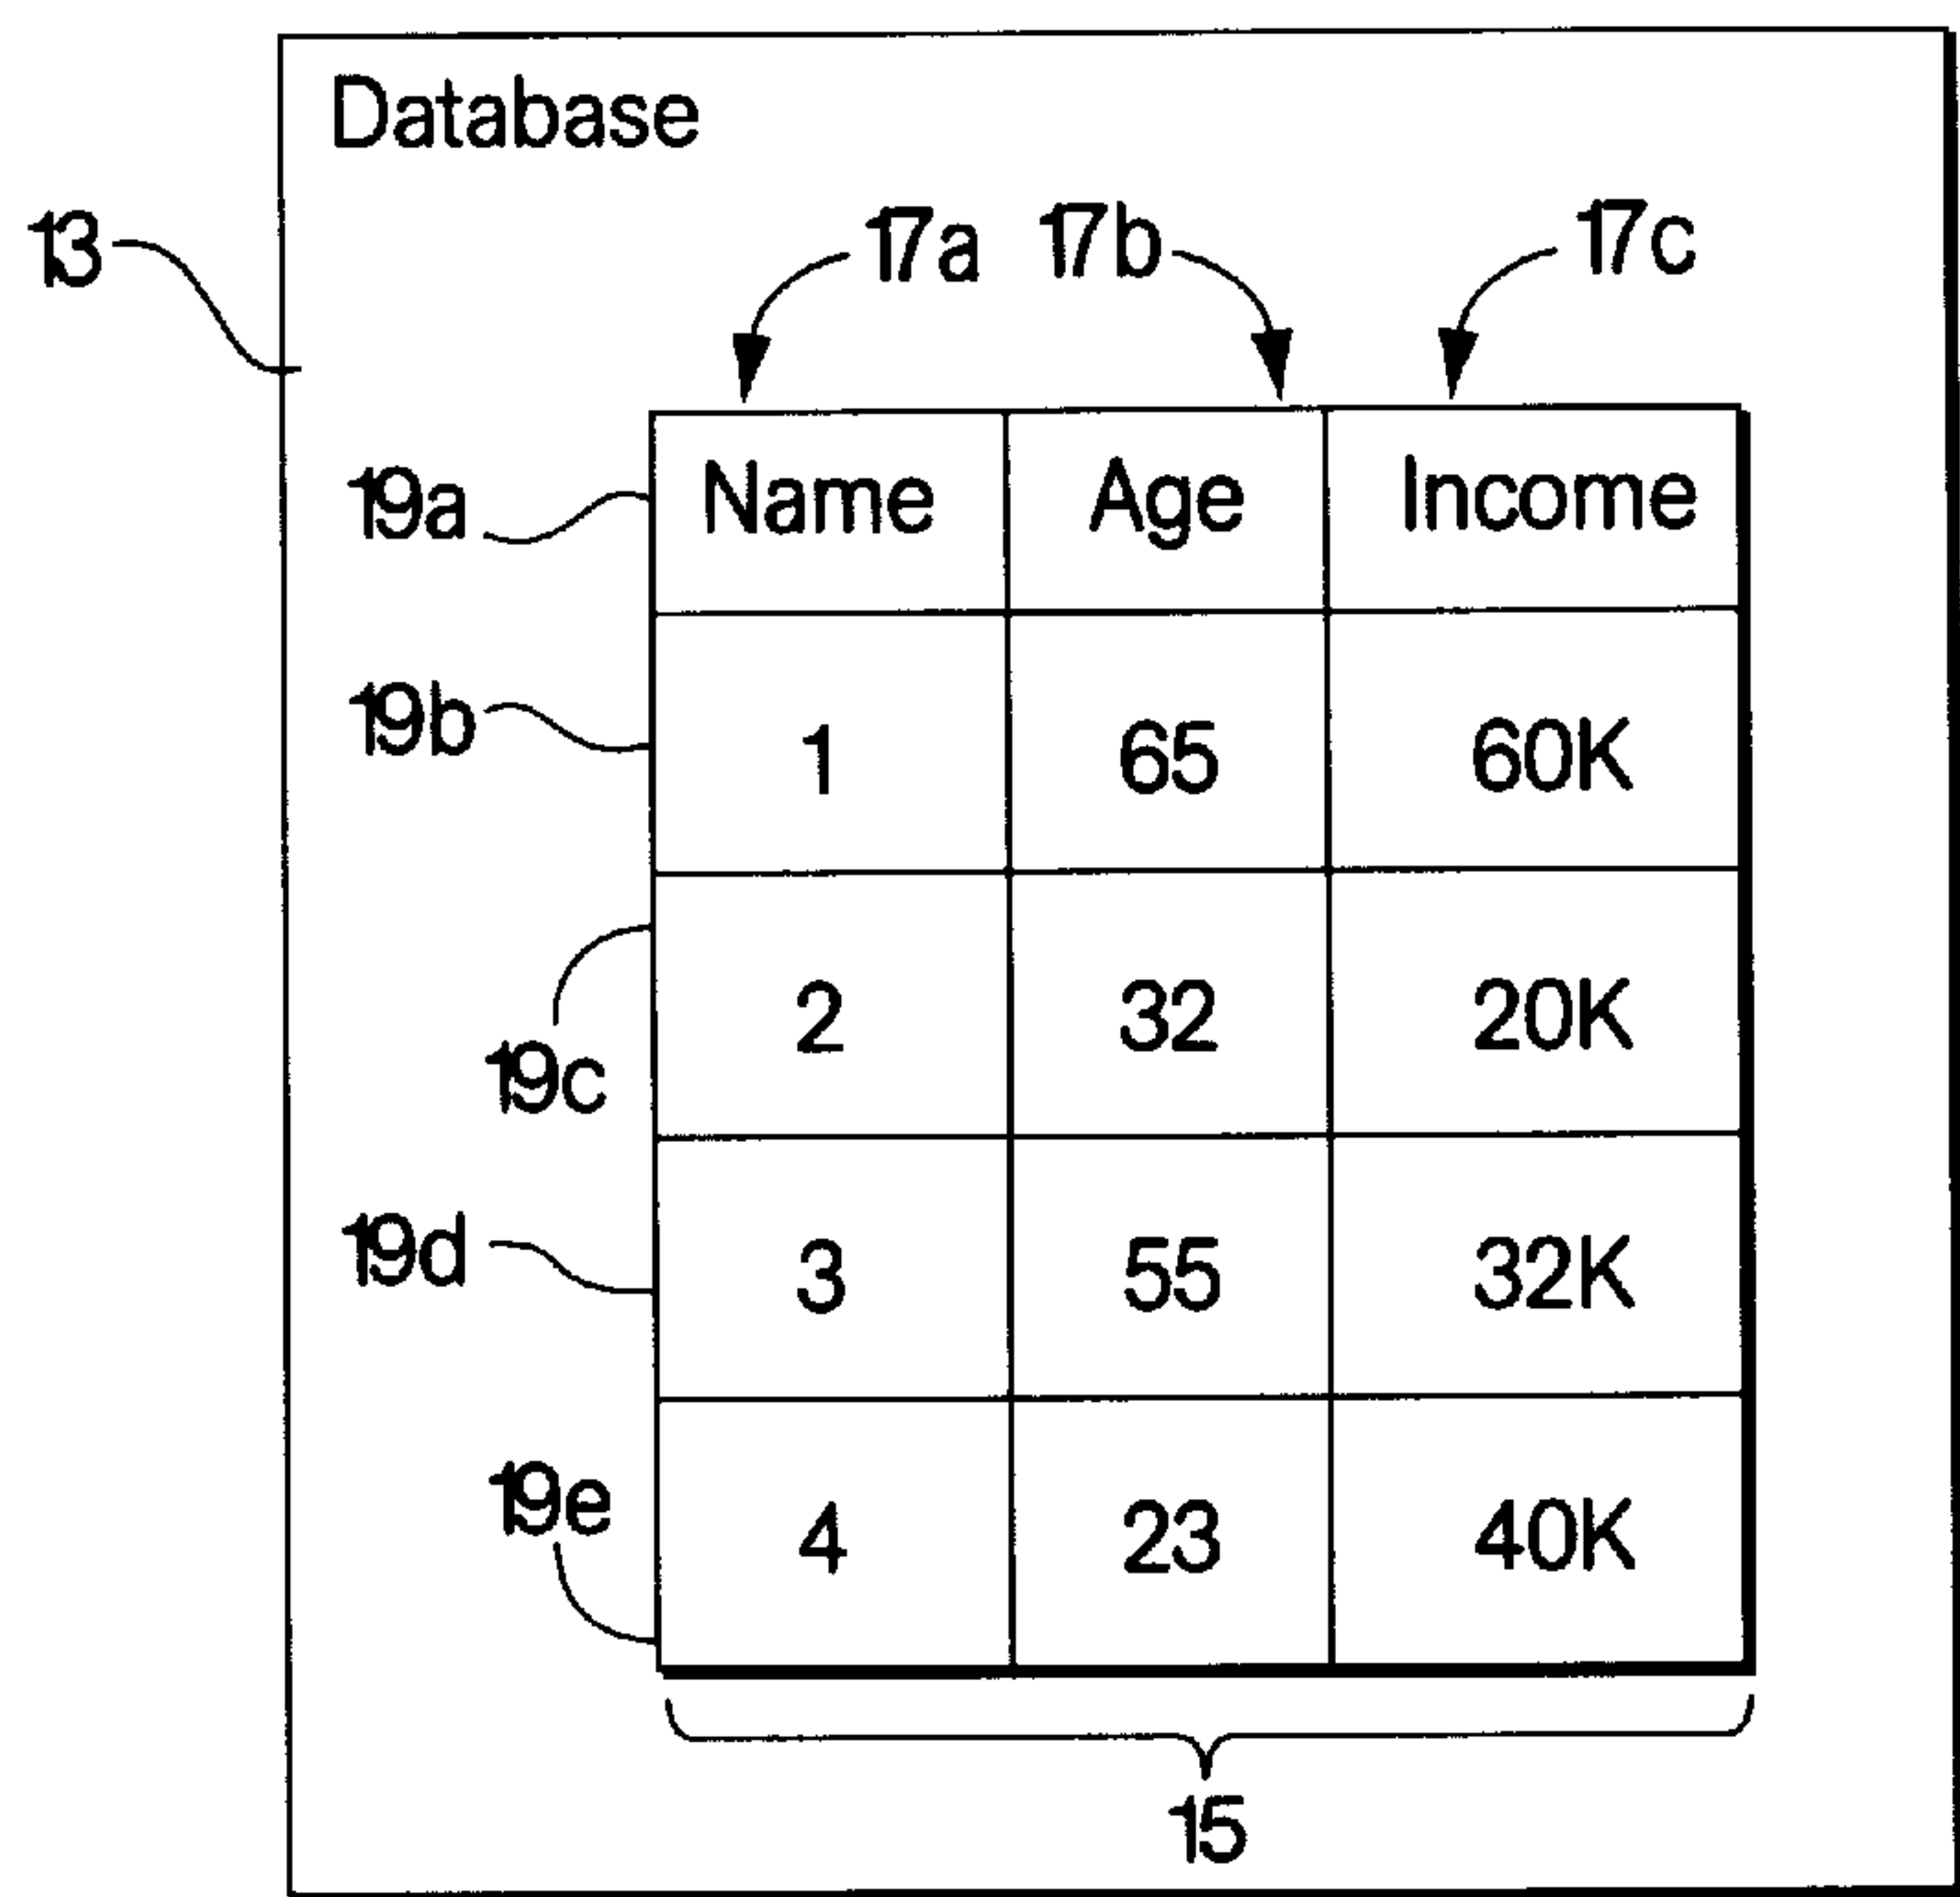 Database
13
17a 17b 17c
19a Name Age Income
19b 1 65 60K
19c 2 32 20K
19d 3 55 32K
19e 4 23 40K
15